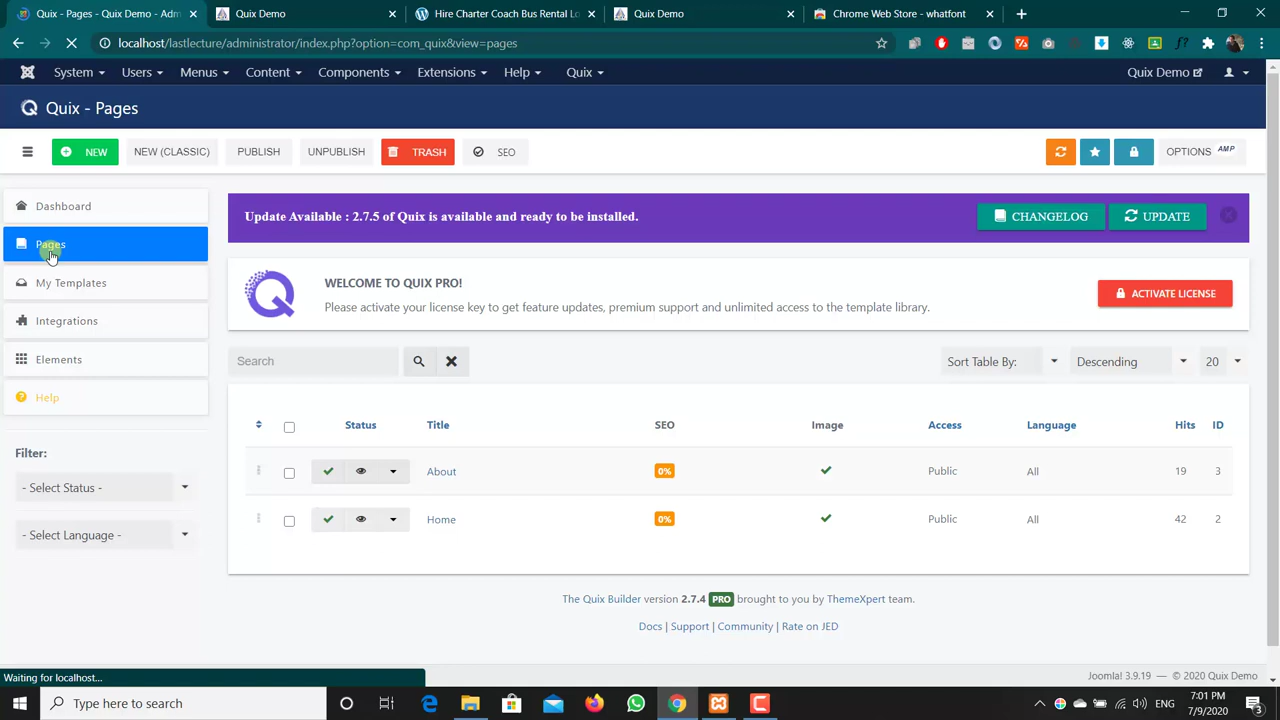 Quix - Pages - Quix Demo - Adm
Quix Demo
Hire Charter Coach Bus Rental Lo
Quix Demo
Chrome Web Store - whatfont
localhost/lastlecture/administrator/index.php?option=com_quix&view=pages
System Users Menus Content Components Extensions Help Quix
Quix Demo
Quix - Pages
NEW NEW (CLASSIC) PUBLISH UNPUBLISH TRASH SEO
OPTIONS AMP
Dashboard
Pages
My Templates
Integrations
Elements
Help
Filter:
- Select Status -
- Select Language -
Update Available : 2.7.5 of Quix is available and ready to be installed.
CHANGELOG UPDATE
WELCOME TO QUIX PRO!
Please activate your license key to get feature updates, premium support and unlimited access to the template library.
ACTIVATE LICENSE
Search
Sort Table By: Descending 20
Status Title SEO Image Access Language Hits ID
About 0% Public All 19 3
Home 0% Public All 42 2
The Quix Builder version 2.7.4 PRO brought to you by ThemeXpert team.
Docs | Support | Community | Rate on JED
Waiting for localhost...
Joomla! 3.9.19 — © 2020 Quix Demo
Type here to search
7:01 PM
7/9/2020
3